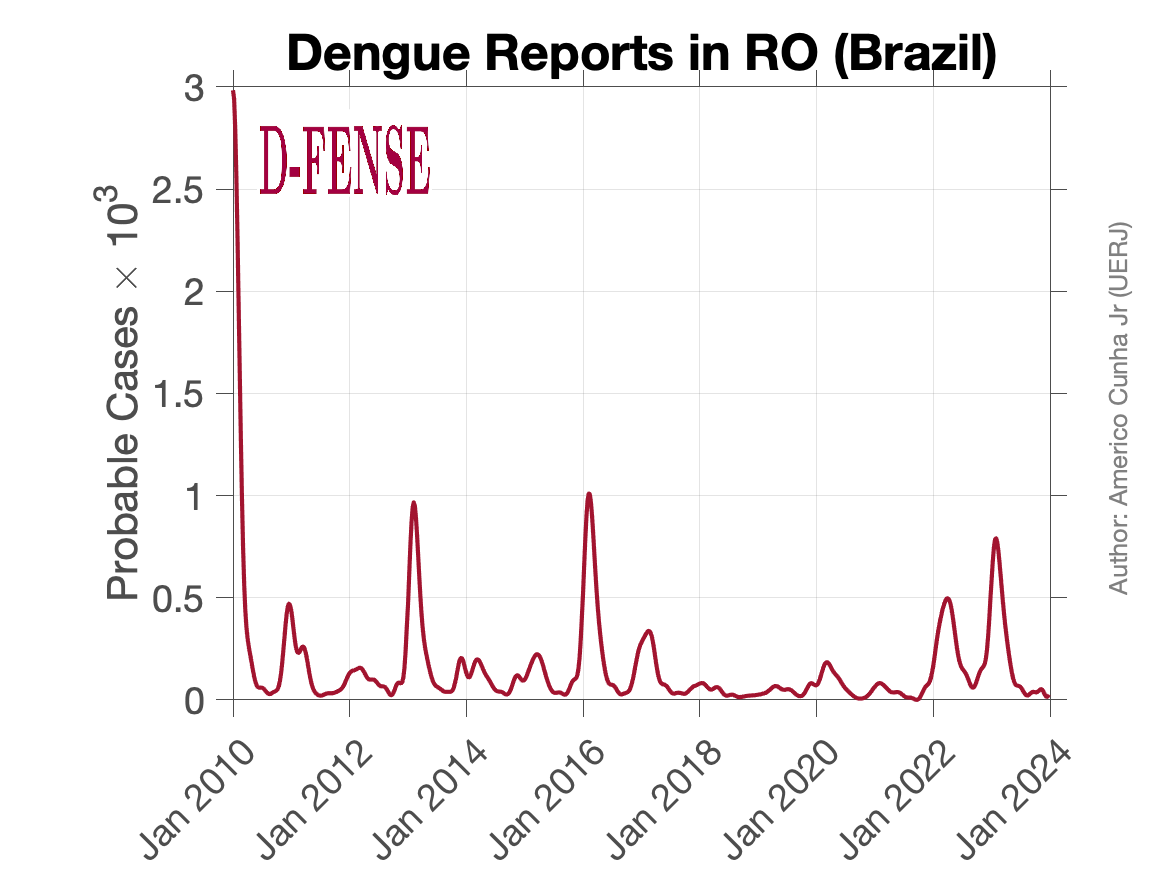 Dengue Reports in RO (Brazil)
D-FENSE
Probable Cases × 10³
3
2.5
2
1.5
1
0.5
0
Jan 2010
Jan 2012
Jan 2014
Jan 2016
Jan 2018
Jan 2020
Jan 2022
Jan 2024
Author: Americo Cunha Jr (UERJ)